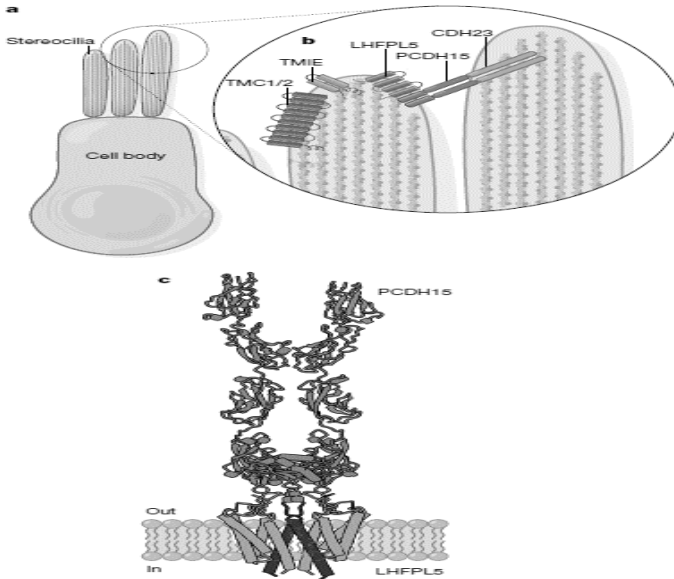 a
Stereocilia
Cell body
b
CDH23
LHFPL5
PCDH15
TMIE
TMC1/2
c
PCDH15
Out
In
LHFPL5